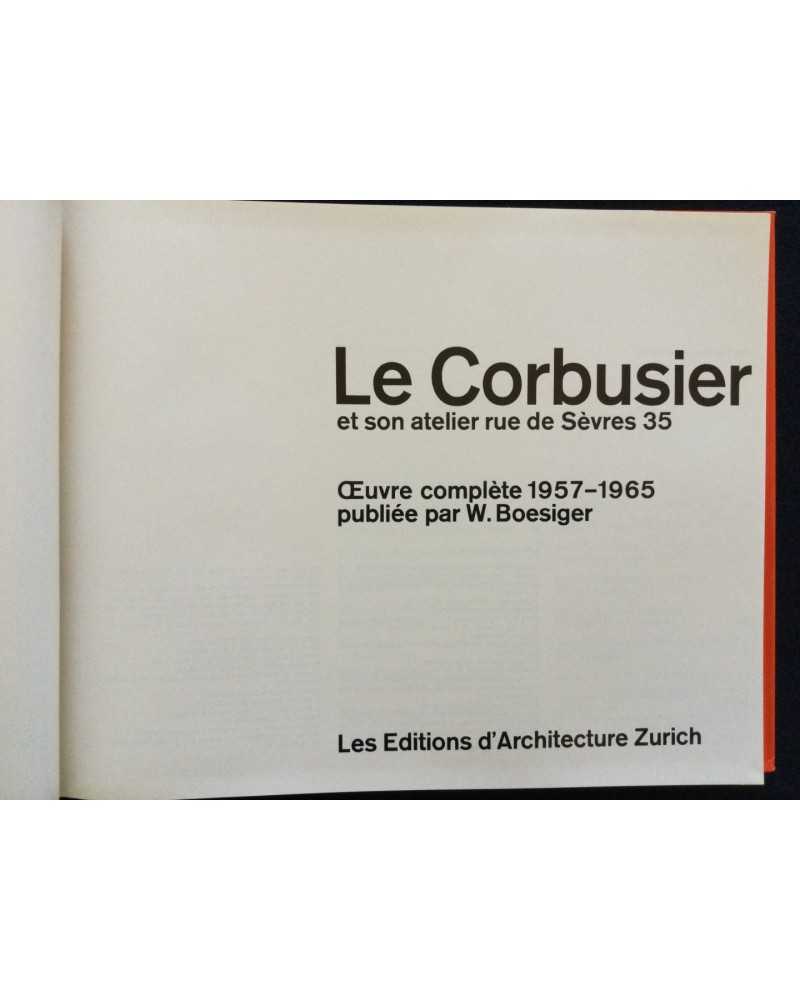 Le Corbusier
et son atelier rue de Sèvres 35
Œuvre complète 1957–1965
publiée par W. Boesiger
Les Editions d'Architecture Zurich